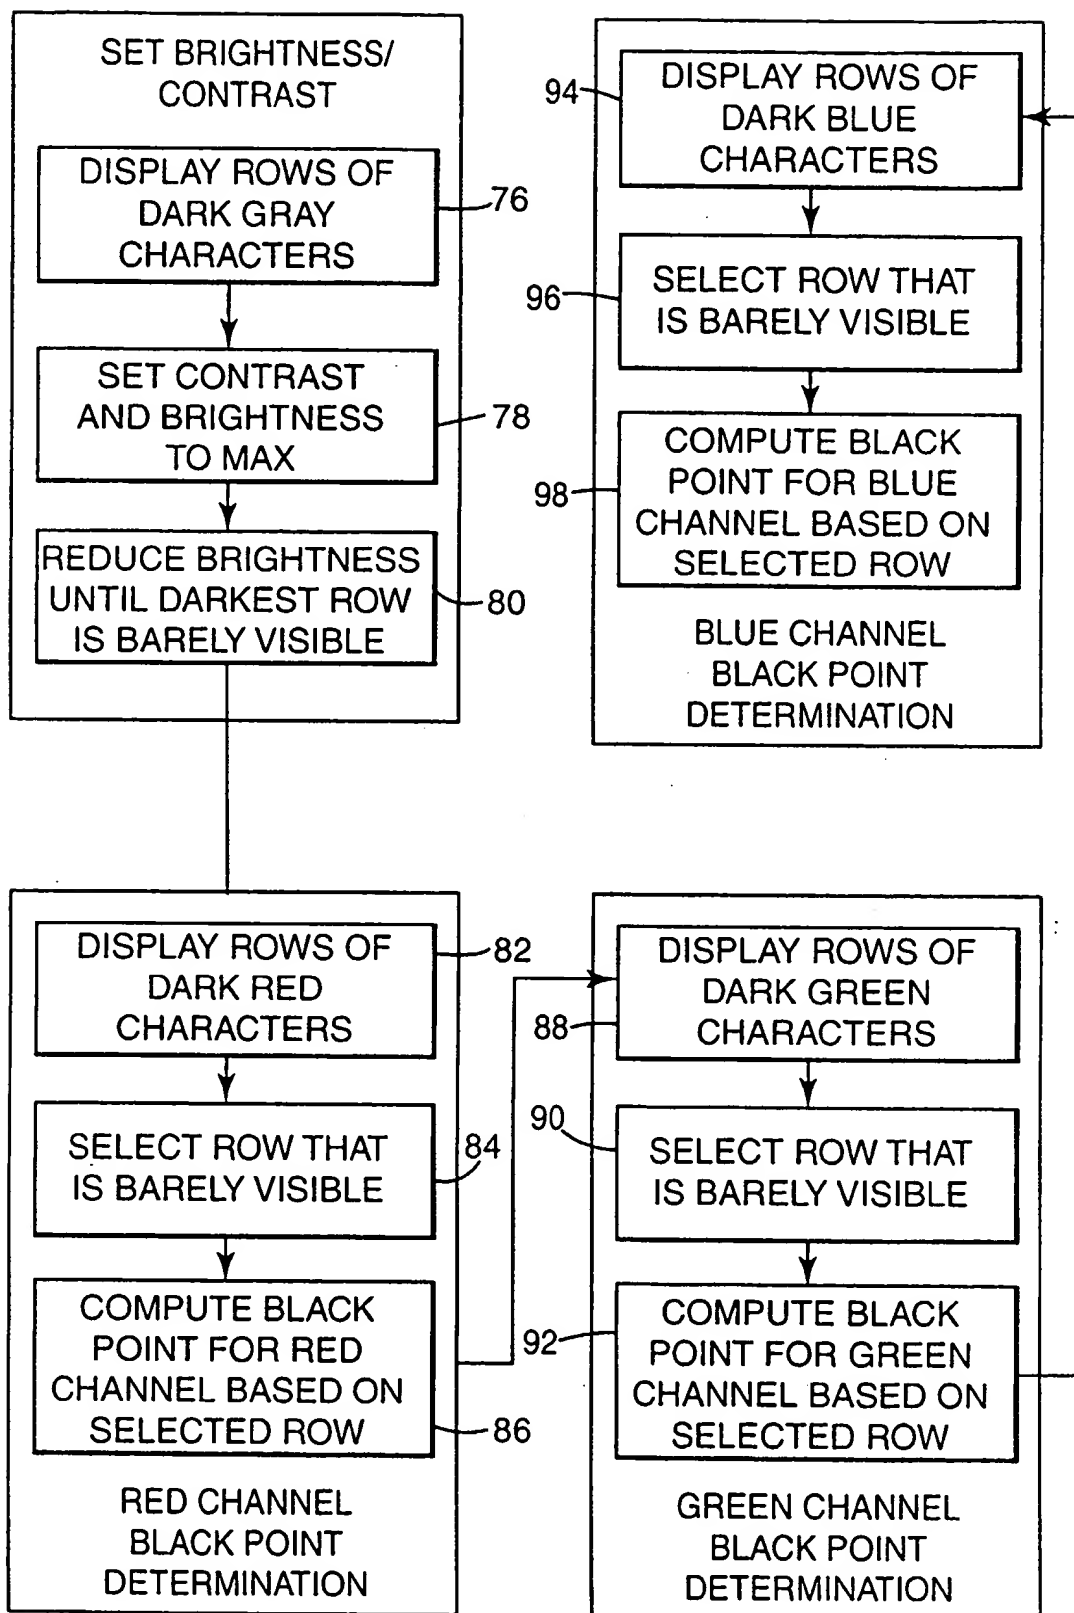 SET BRIGHTNESS/
CONTRAST
DISPLAY ROWS OF
DARK GRAY
CHARACTERS
76
SET CONTRAST
AND BRIGHTNESS
TO MAX
78
REDUCE BRIGHTNESS
UNTIL DARKEST ROW
IS BARELY VISIBLE
80
DISPLAY ROWS OF
DARK RED
CHARACTERS
82
SELECT ROW THAT
IS BARELY VISIBLE
84
COMPUTE BLACK
POINT FOR RED
CHANNEL BASED ON
SELECTED ROW
86
RED CHANNEL
BLACK POINT
DETERMINATION
DISPLAY ROWS OF
DARK GREEN
CHARACTERS
88
SELECT ROW THAT
IS BARELY VISIBLE
90
COMPUTE BLACK
POINT FOR GREEN
CHANNEL BASED ON
SELECTED ROW
92
GREEN CHANNEL
BLACK POINT
DETERMINATION
DISPLAY ROWS OF
DARK BLUE
CHARACTERS
94
SELECT ROW THAT
IS BARELY VISIBLE
96
COMPUTE BLACK
POINT FOR BLUE
CHANNEL BASED ON
SELECTED ROW
98
BLUE CHANNEL
BLACK POINT
DETERMINATION